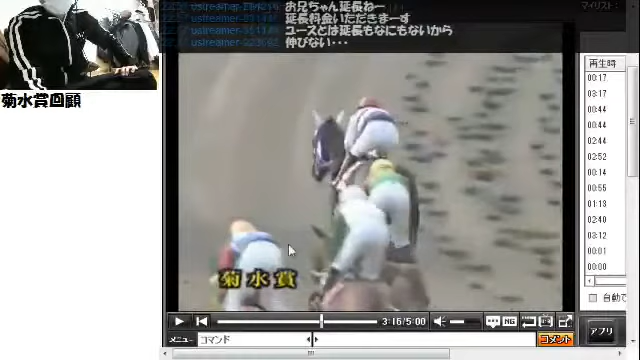 お兄ちゃん延長ねー
延長料金いただきまーす
ユースとは延長もなにもないから
伸びない・・・
マイリスト
菊水賞回顧
再生時
00:17
03:17
00:44
00:44
02:44
00:52
00:14
00:55
01:13
02:40
03:12
00:01
00:00
自動で
菊水賞
3:16/5:00
NG
メニュー
コマンド
コメント
アプリ